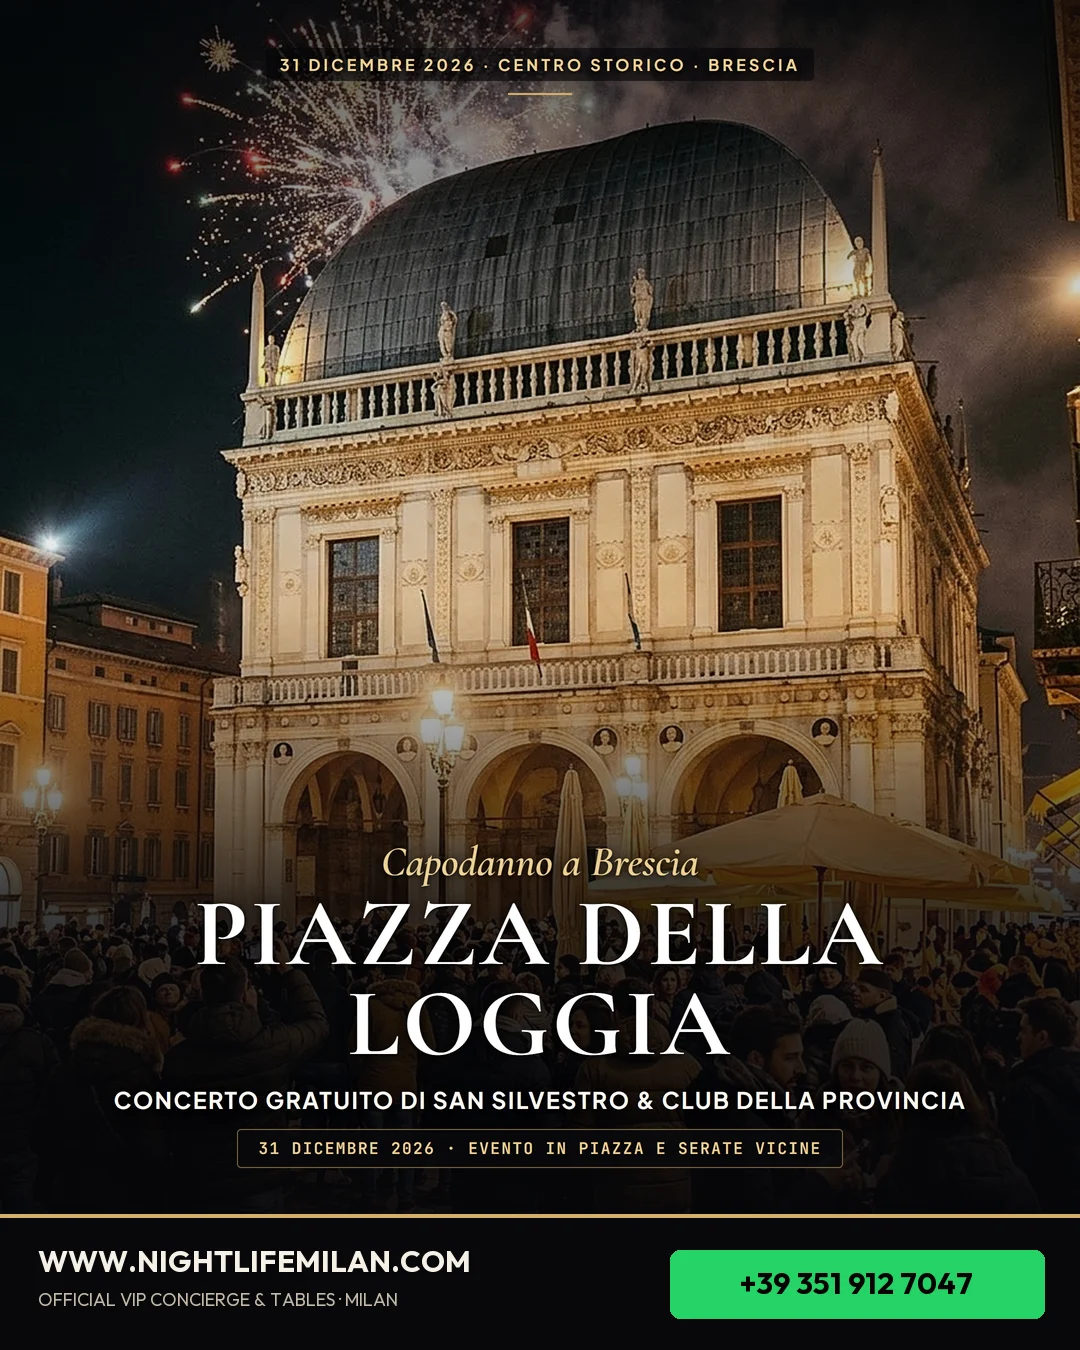 31 DICEMBRE 2026 · CENTRO STORICO · BRESCIA
Capodanno a Brescia
PIAZZA DELLA
LOGGIA
CONCERTO GRATUITO DI SAN SILVESTRO & CLUB DELLA PROVINCIA
31 DICEMBRE 2026 · EVENTO IN PIAZZA E SERATE VICINE
WWW.NIGHTLIFEMILAN.COM
OFFICIAL VIP CONCIERGE & TABLES · MILAN
+39 351 912 7047